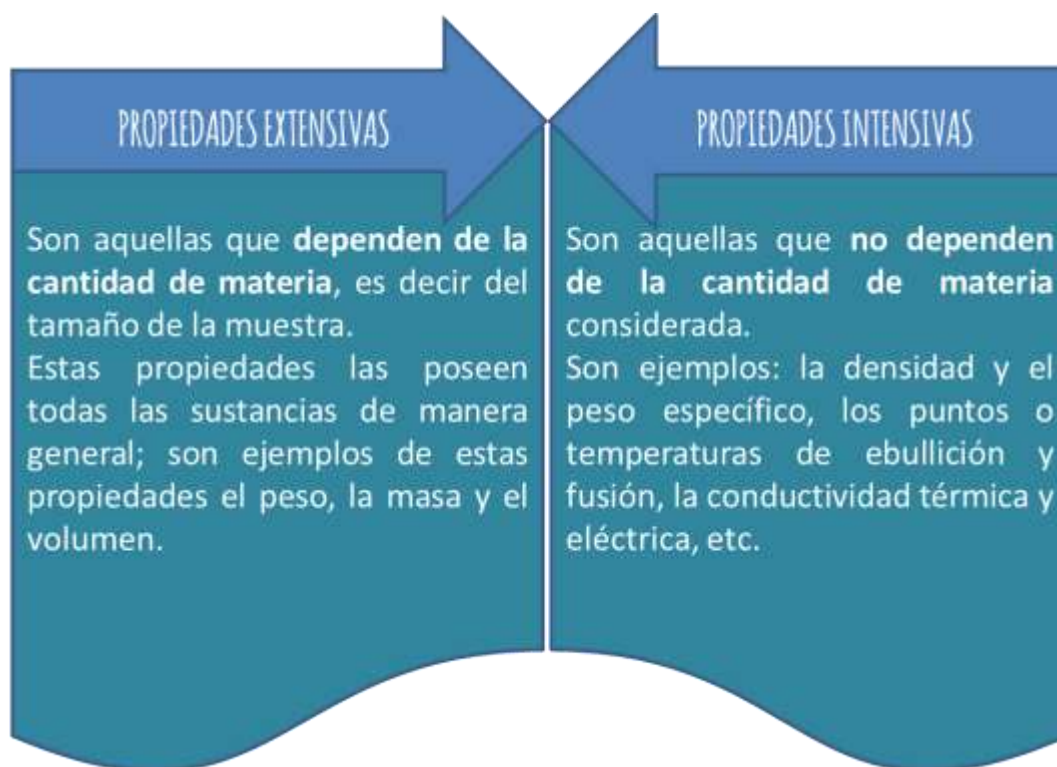 PROPIEDADES EXTENSIVAS
Son aquellas que dependen de la
cantidad de materia, es decir del
tamaño de la muestra.
Estas propiedades las poseen
todas las sustancias de manera
general; son ejemplos de estas
propiedades el peso, la masa y el
volumen.
PROPIEDADES INTENSIVAS
Son aquellas que no dependen
de la cantidad de materia
considerada.
Son ejemplos: la densidad y el
peso específico, los puntos o
temperaturas de ebullición y
fusión, la conductividad térmica y
eléctrica, etc.